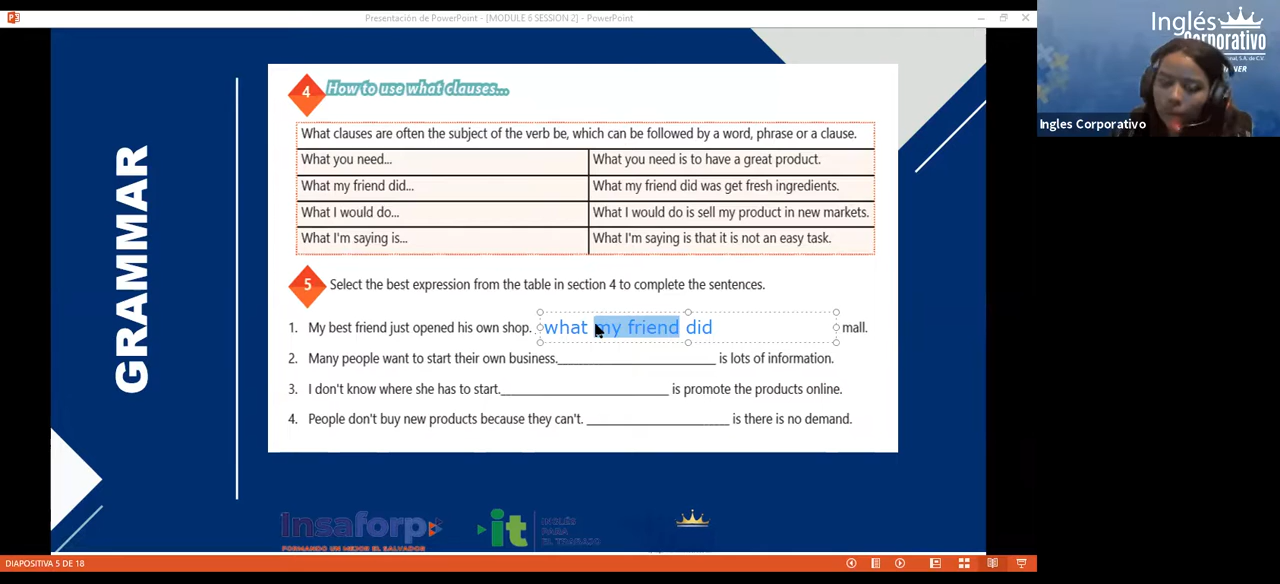 Presentación de PowerPoint - [MODULE 6 SESSION 2] - PowerPoint
Inglés
Corporativo
Ingles Corporativo
GRAMMAR
4 How to use what clauses...
What clauses are often the subject of the verb be, which can be followed by a word, phrase or a clause.
What you need... What you need is to have a great product.
What my friend did... What my friend did was get fresh ingredients.
What I would do... What I would do is sell my product in new markets.
What I'm saying is... What I'm saying is that it is not an easy task.
5 Select the best expression from the table in section 4 to complete the sentences.
1. My best friend just opened his own shop. what my friend did mall.
2. Many people want to start their own business.____________________ is lots of information.
3. I don't know where she has to start.____________________ is promote the products online.
4. People don't buy new products because they can't. ____________________ is there is no demand.
Insaforp
FORMANDO UN MEJOR EL SALVADOR
it INGLÉS
PARA
EL TRABAJO
DIAPOSITIVA 5 DE 18